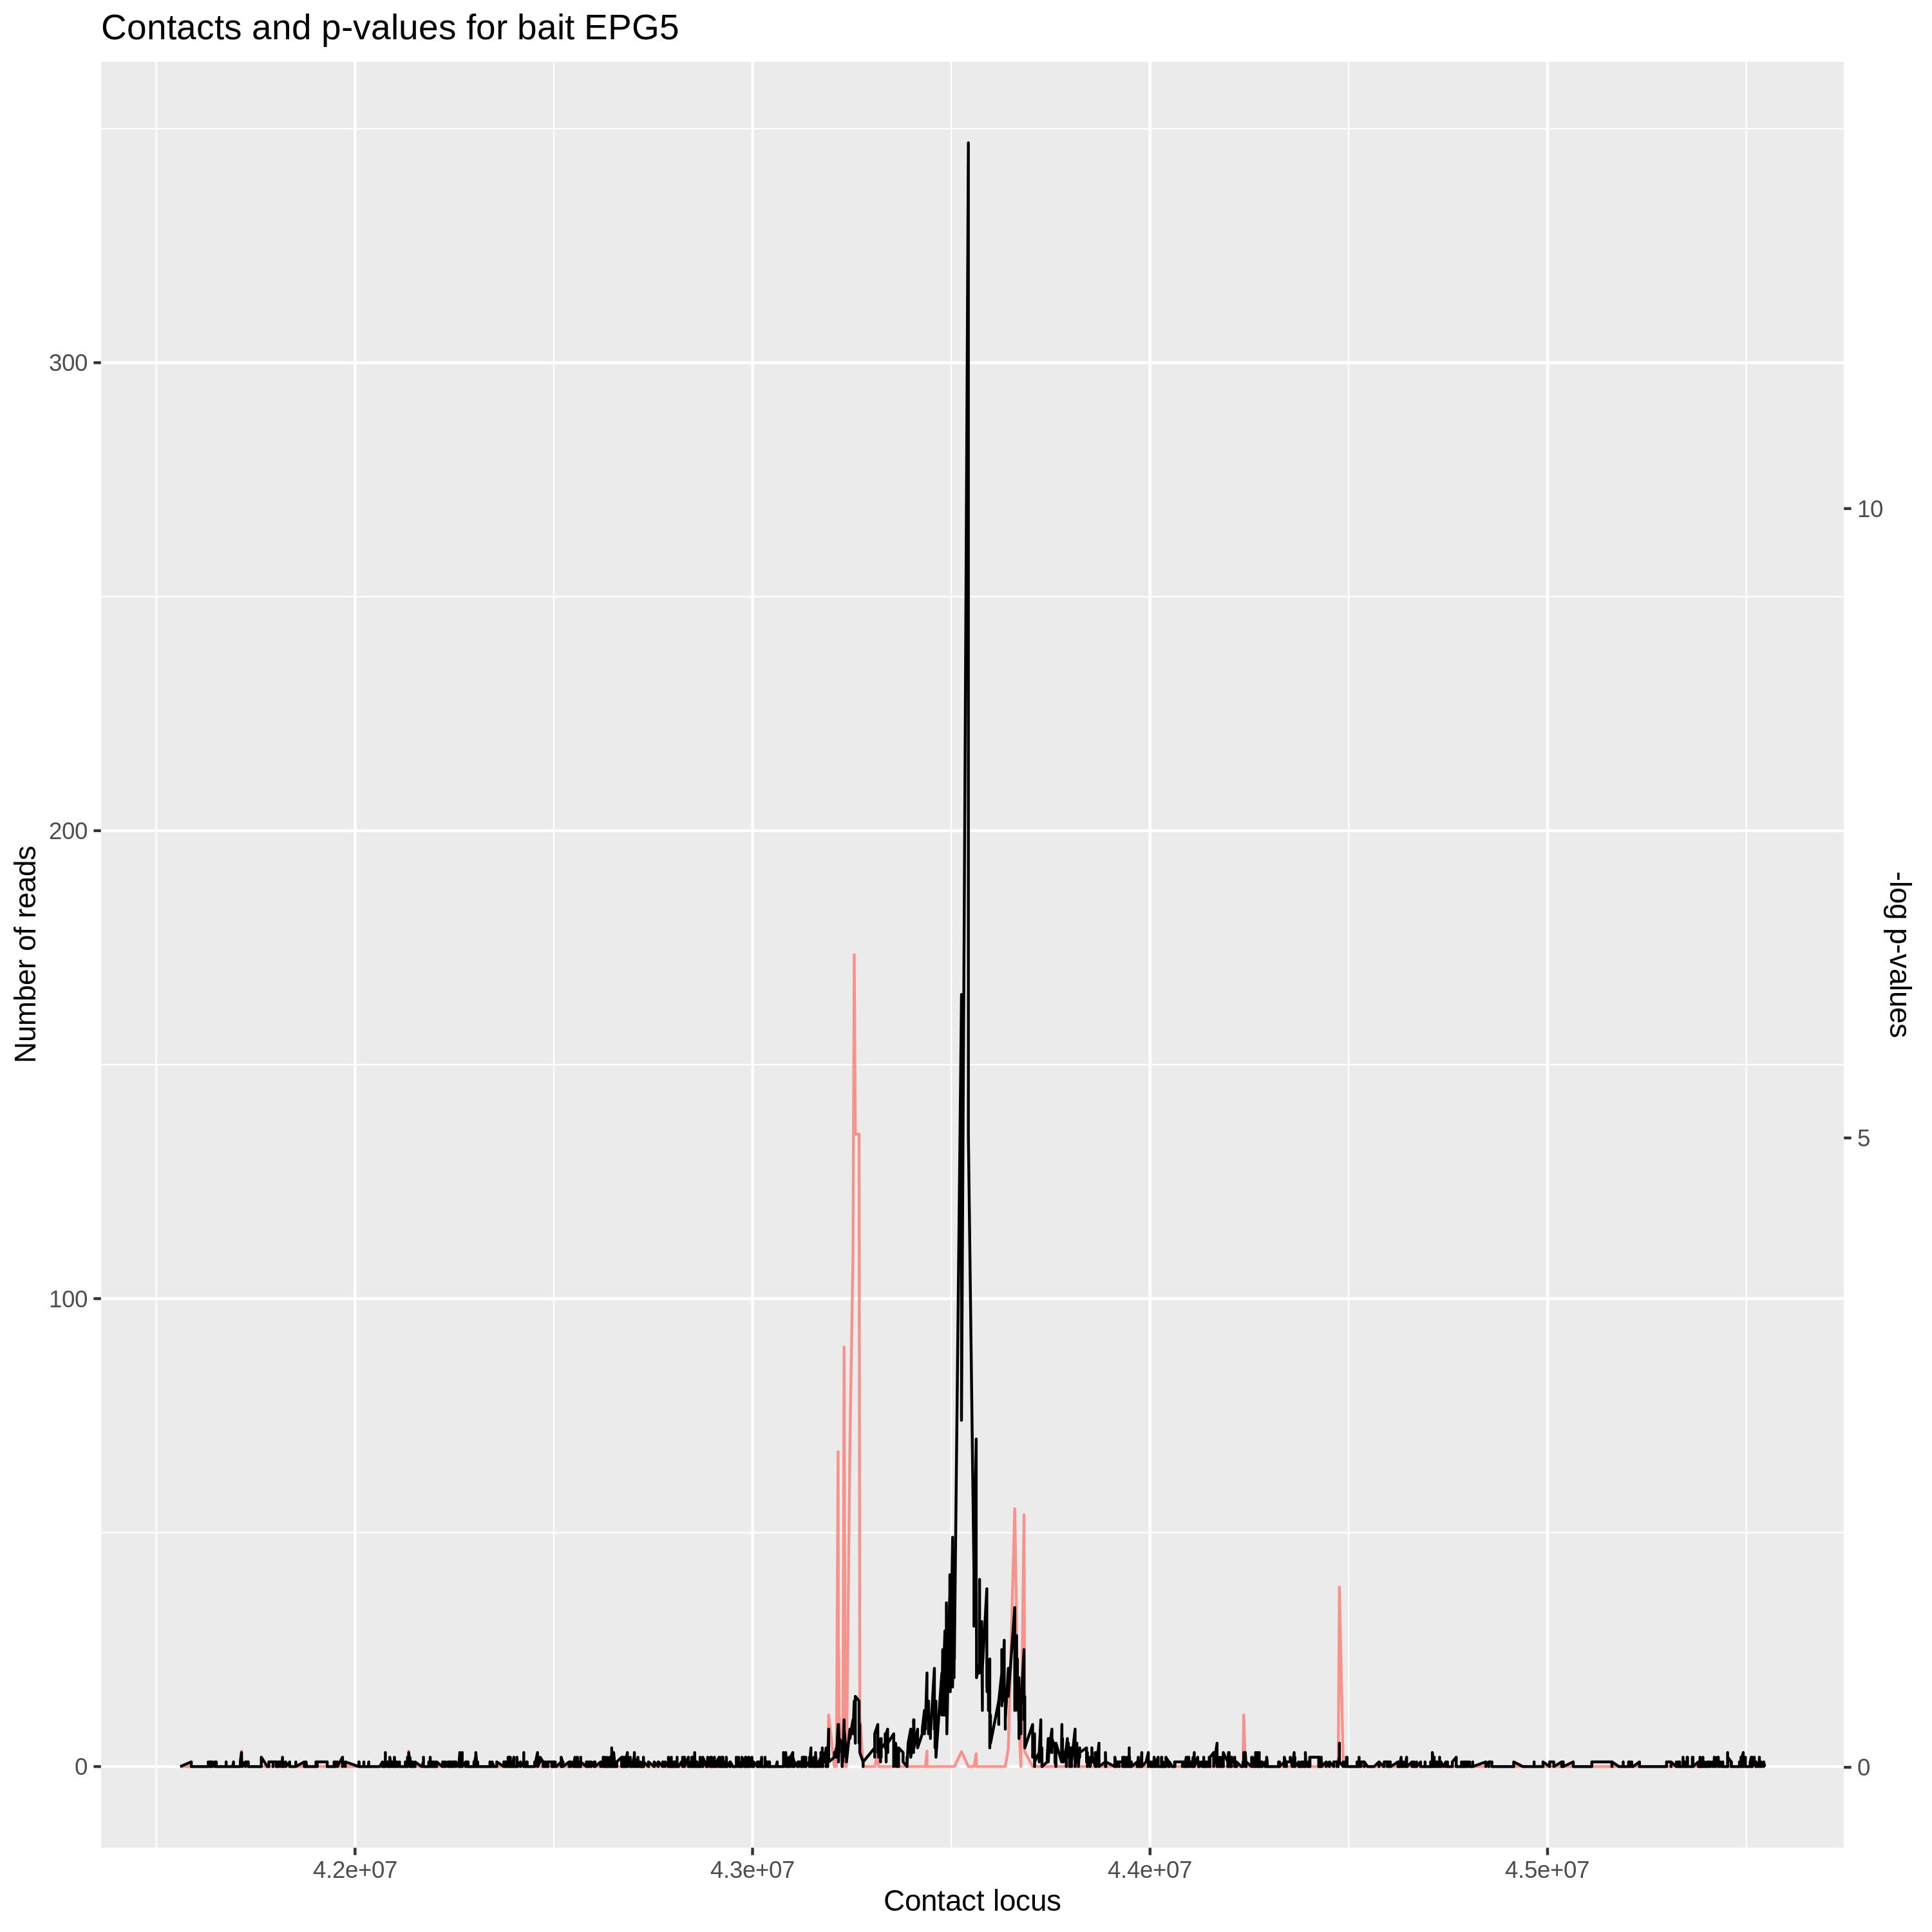 Contacts and p-values for bait EPG5
300
200
100
0
Number of reads
10
5
0
-log p-values
4.2e+07
4.3e+07
4.4e+07
4.5e+07
Contact locus